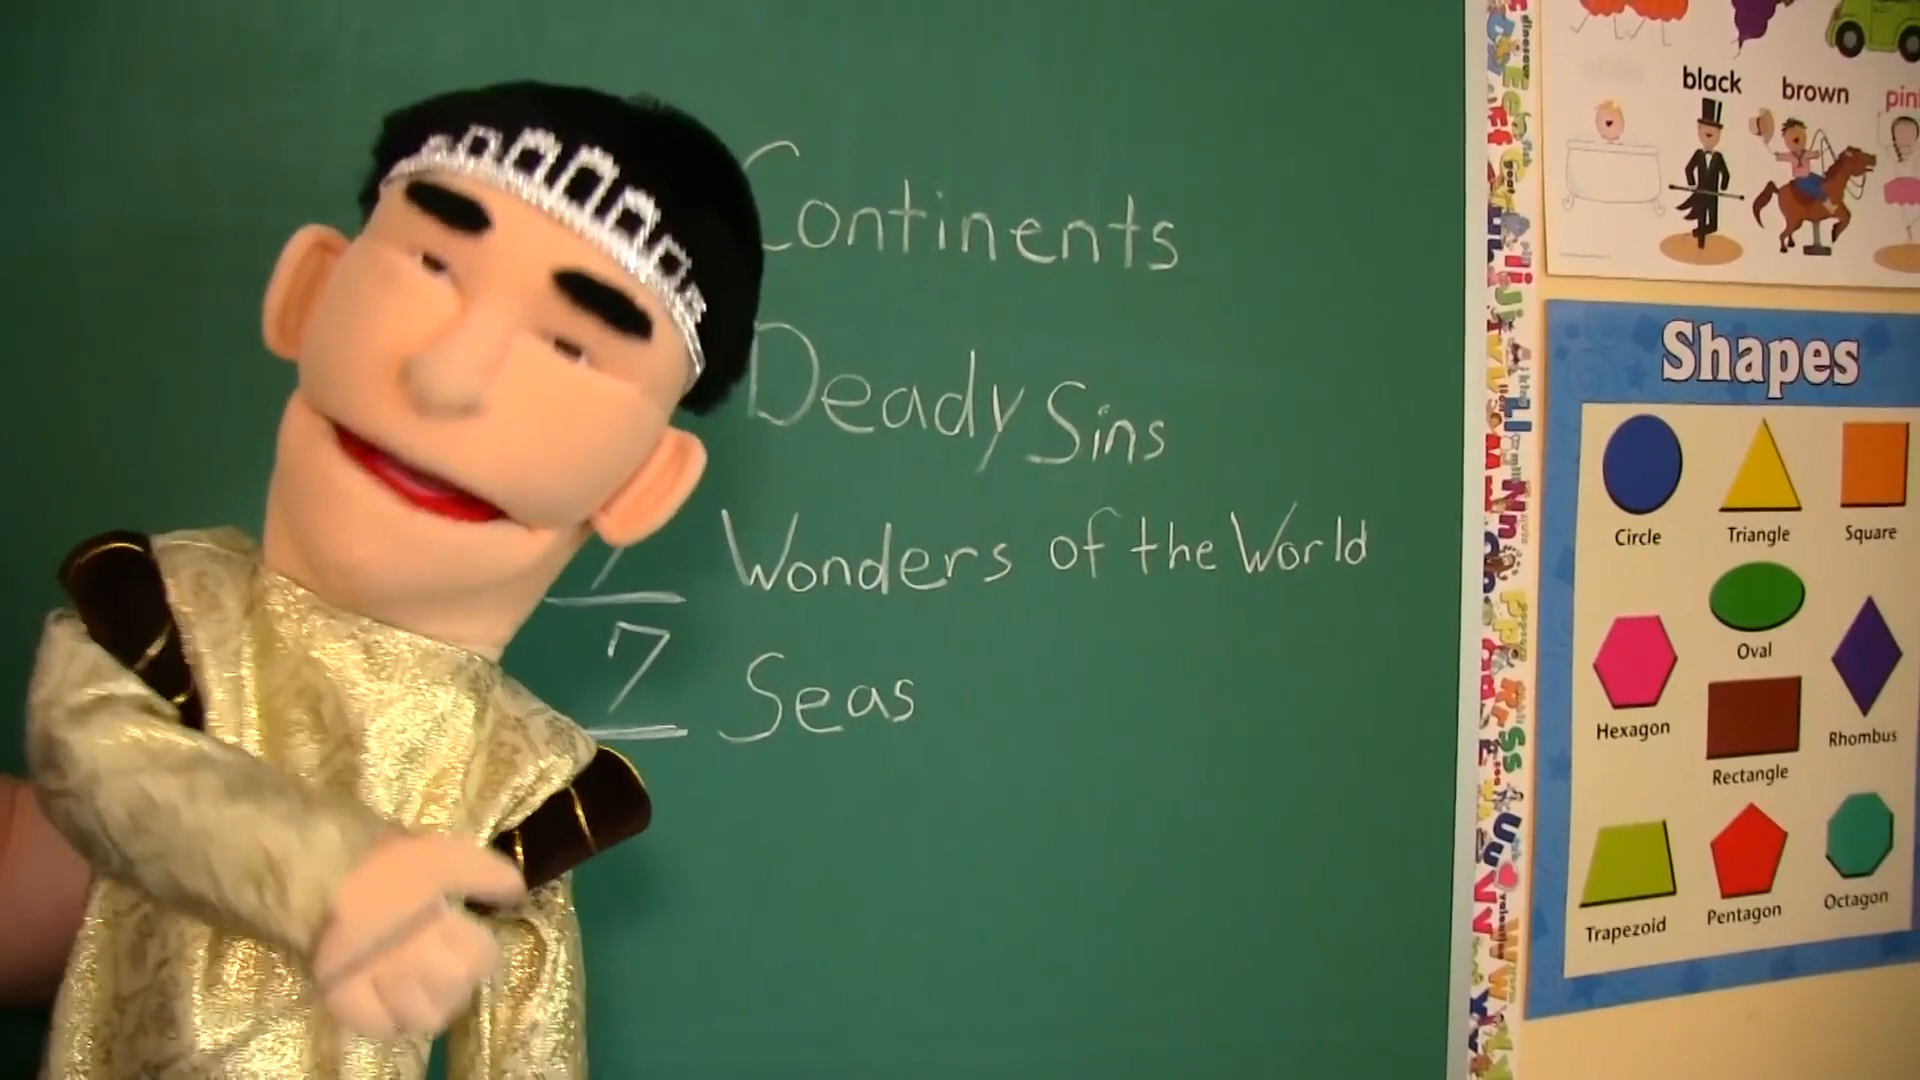 Continents
Deady Sins
7 Wonders of the World
7 Seas
black
brown
Shapes
Circle
Triangle
Square
Oval
Hexagon
Rectangle
Rhombus
Trapezoid
Pentagon
Octagon